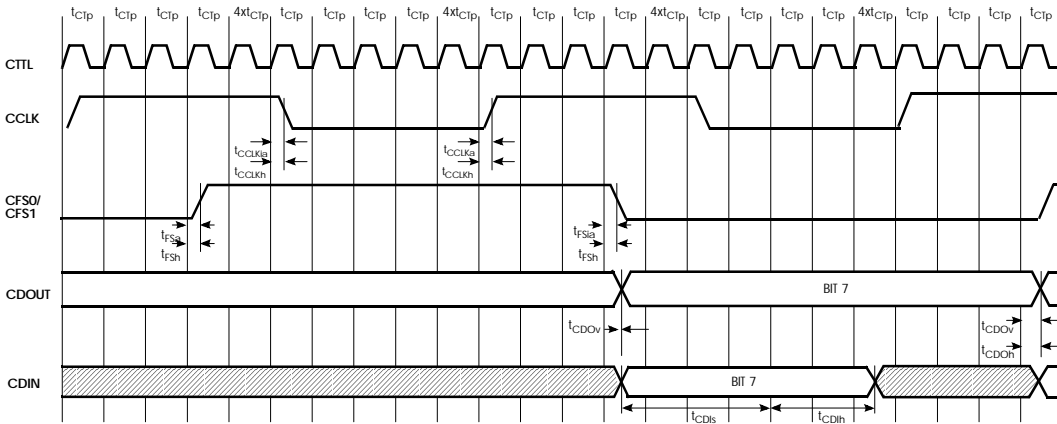 tCTp tCTp tCTp tCTp 4xtCTp tCTp tCTp tCTp tCTp 4xtCTp tCTp tCTp tCTp tCTp 4xtCTp tCTp tCTp tCTp tCTp 4xtCTp tCTp tCTp tCTp tCTp
CTTL
CCLK
tCCLKia
tCCLKh
tCCLKa
tCCLKh
CFS0/
CFS1
tFSa
tFSh
tFSia
tFSh
CDOUT
BIT 7
tCDOv
tCDOv
tCDOh
CDIN
BIT 7
tCDIs
tCDIh